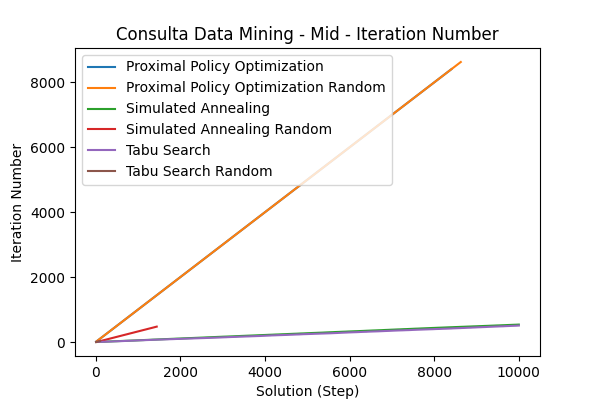 Consulta Data Mining - Mid - Iteration Number
Proximal Policy Optimization
Proximal Policy Optimization Random
Simulated Annealing
Simulated Annealing Random
Tabu Search
Tabu Search Random
Iteration Number
8000
6000
4000
2000
0
0 2000 4000 6000 8000 10000
Solution (Step)